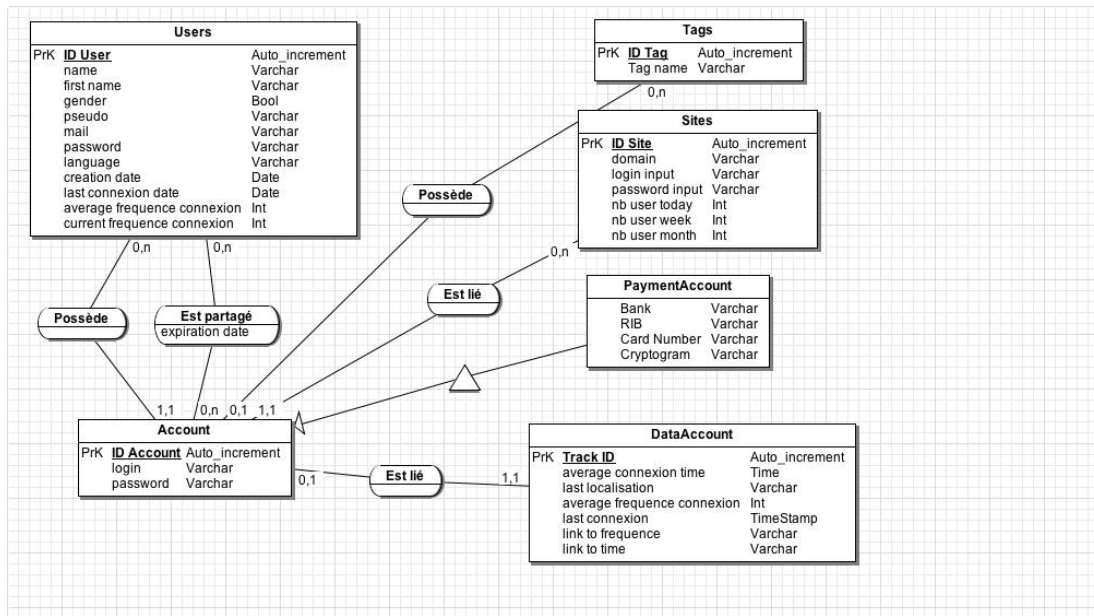 Users
PrK ID User Auto_increment
name Varchar
first name Varchar
gender Bool
pseudo Varchar
mail Varchar
password Varchar
language Varchar
creation date Date
last connexion date Date
average frequence connexion Int
current frequence connexion Int
Tags
PrK ID Tag Auto_increment
Tag name Varchar
0,n
Sites
PrK ID Site Auto_increment
domain Varchar
login input Varchar
password input Varchar
nb user today Int
nb user week Int
nb user month Int
Possède
0,n
0,n
0,n
Est lié
Possède
Est partagé
expiration date
PaymentAccount
Bank Varchar
RIB Varchar
Card Number Varchar
Cryptogram Varchar
1,1
0,n
0,1
1,1
Account
PrK ID Account Auto_increment
login Varchar
password Varchar
0,1
Est lié
1,1
DataAccount
PrK Track ID Auto_increment
average connexion time Time
last localisation Varchar
average frequence connexion Int
last connexion TimeStamp
link to frequence Varchar
link to time Varchar